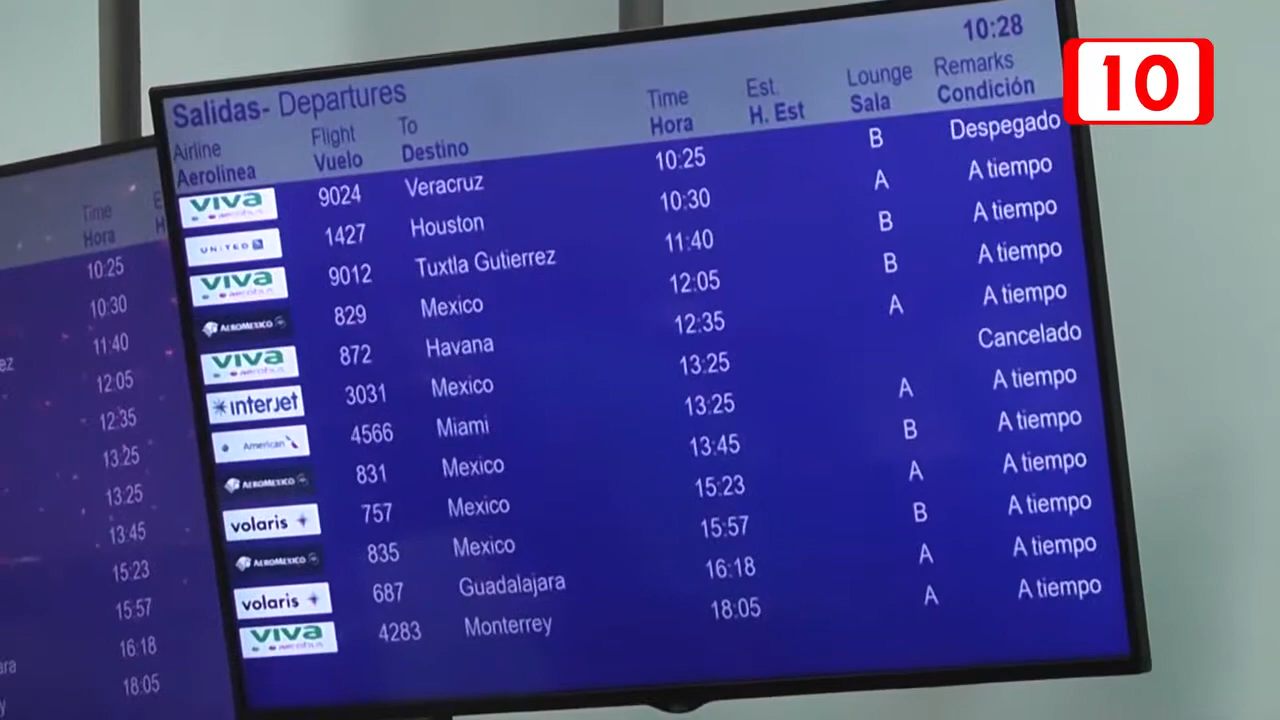 10:28
10
Salidas- Departures
Airline Flight To Time Est. Lounge Remarks
Aerolinea Vuelo Destino Hora H. Est Sala Condición
VIVA aerobus 9024 Veracruz 10:25 B Despegado
UNITED 1427 Houston 10:30 A A tiempo
VIVA aerobus 9012 Tuxtla Gutierrez 11:40 B A tiempo
AEROMEXICO 829 Mexico 12:05 B A tiempo
VIVA aerobus 872 Havana 12:35 A A tiempo
interjet 3031 Mexico 13:25 Cancelado
American 4566 Miami 13:25 A A tiempo
AEROMEXICO 831 Mexico 13:45 B A tiempo
volaris 757 Mexico 15:23 A A tiempo
AEROMEXICO 835 Mexico 15:57 B A tiempo
volaris 687 Guadalajara 16:18 A A tiempo
VIVA aerobus 4283 Monterrey 18:05 A A tiempo
Time
Hora
10:25
10:30
11:40
12:05
12:35
13:25
13:25
13:45
15:23
15:57
16:18
18:05